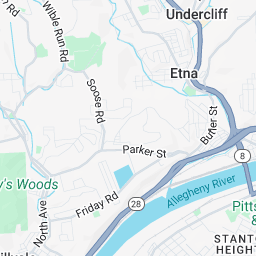 Undercliff
Wible Run Rd
Etna
Soose Rd
Butler St
Parker St
8
y's Woods
Allegheny River
Friday Rd
28
Pitts
North Ave
STANT
HEIGHT